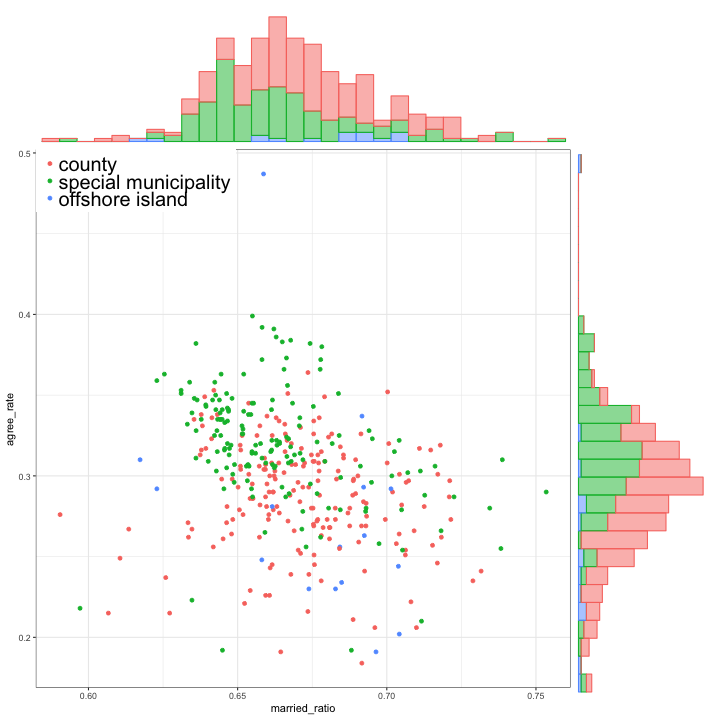 0.5
county
special municipality
offshore island
0.4
agree_rate
0.3
0.2
0.60
0.65
0.70
0.75
married_ratio